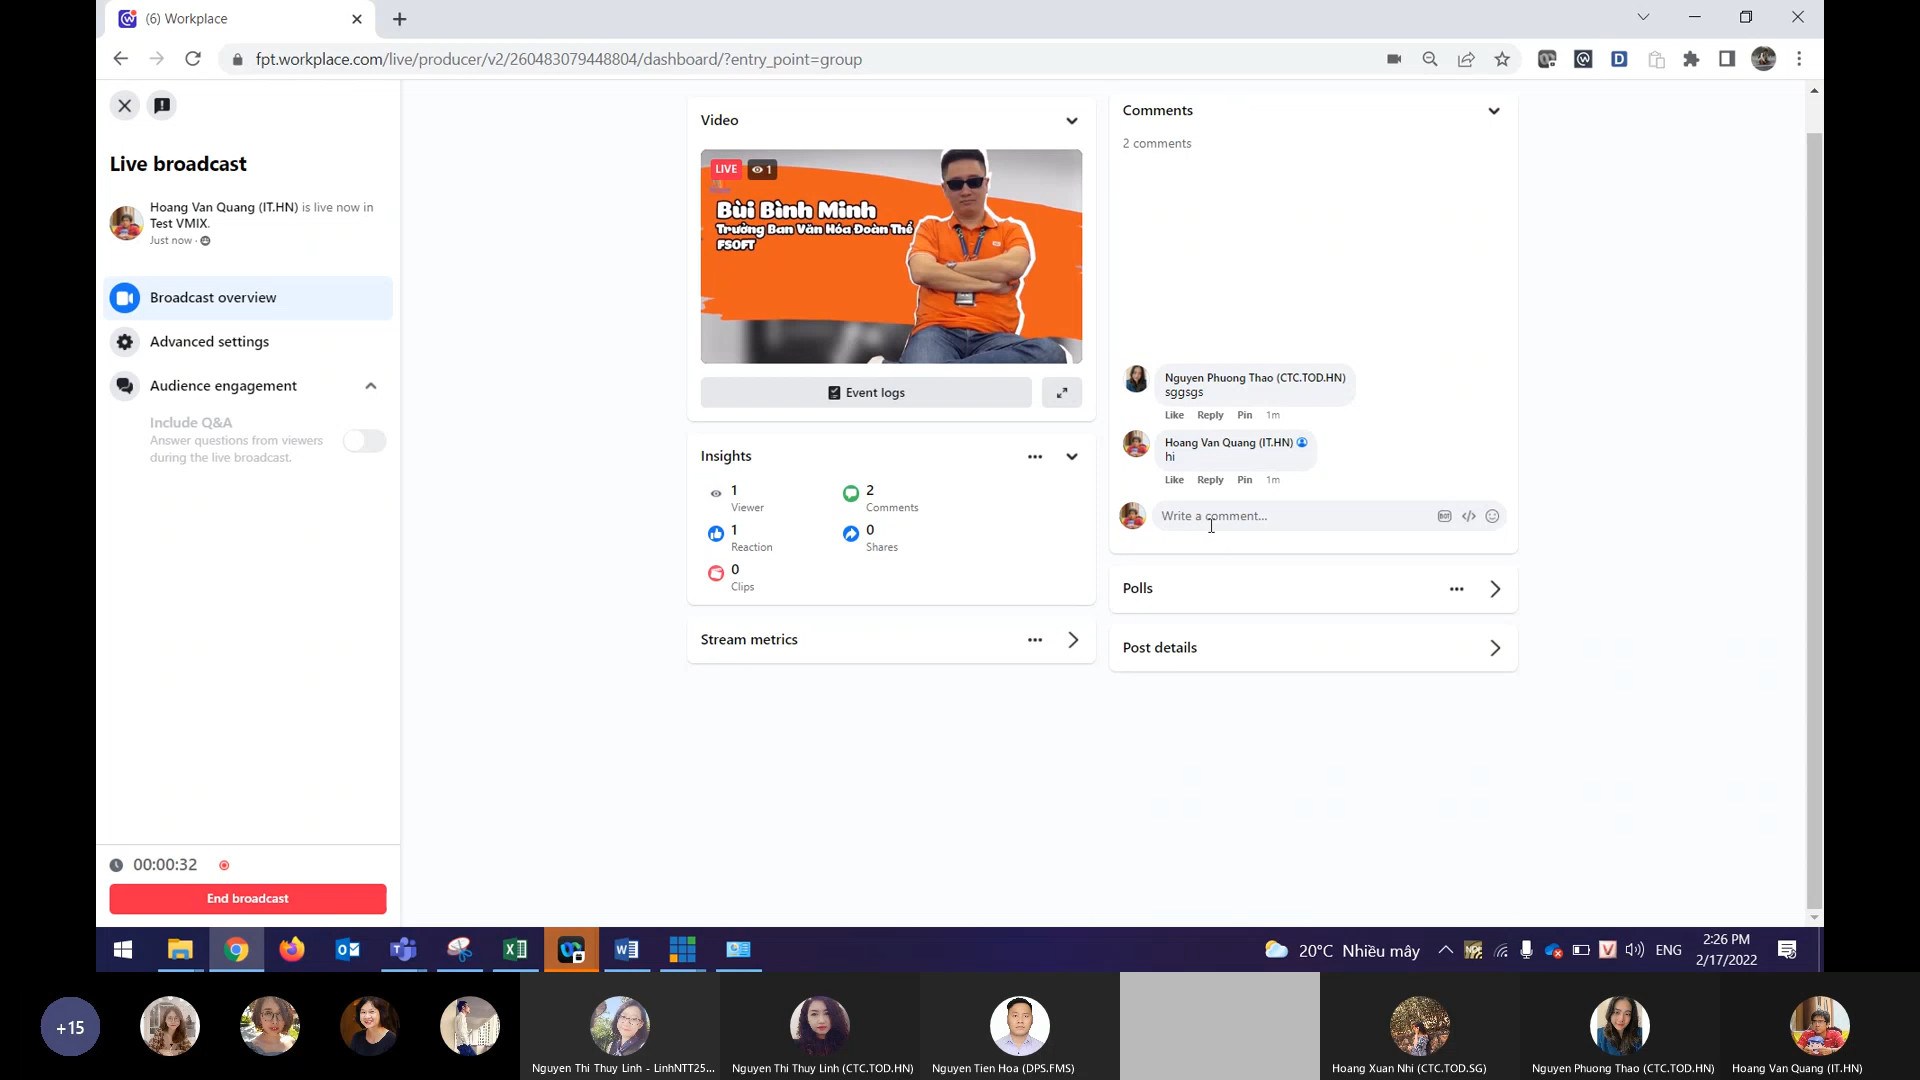 (6) Workplace
fpt.workplace.com/live/producer/v2/260483079448804/dashboard/?entry_point=group
Live broadcast
Hoang Van Quang (IT.HN) is live now in
Test VMIX.
Just now ·
Broadcast overview
Advanced settings
Audience engagement
Include Q&A
Answer questions from viewers
during the live broadcast.
00:00:32
End broadcast
Video
LIVE
1
Bùi Bình Minh
Trưởng Ban Văn Hóa Đoàn Thể
FSOFT
Event logs
Insights
1
Viewer
2
Comments
1
Reaction
0
Shares
0
Clips
Stream metrics
Comments
2 comments
Nguyen Phuong Thao (CTC.TOD.HN)
sggsgs
Like Reply Pin 1m
Hoang Van Quang (IT.HN)
hi
Like Reply Pin 1m
Write a comment...
Polls
Post details
20°C Nhiều mây
ENG
2:26 PM
2/17/2022
+15
Nguyen Thi Thuy Linh - LinhNTT25...
Nguyen Thi Thuy Linh (CTC.TOD.HN)
Nguyen Tien Hoa (DPS.FMS)
Hoang Xuan Nhi (CTC.TOD.SG)
Nguyen Phuong Thao (CTC.TOD.HN)
Hoang Van Quang (IT.HN)